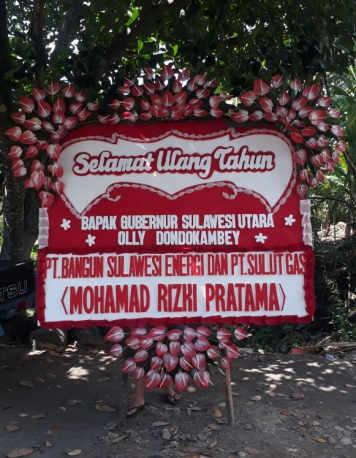 Selamat Ulang Tahun
BAPAK GUBERNUR SULAWESI UTARA
OLLY DONDOKAMBEY
PT.BANGUN SULAWESI ENERGI DAN PT.SULUT GAS
<MOHAMAD RIZKI PRATAMA>
TSU